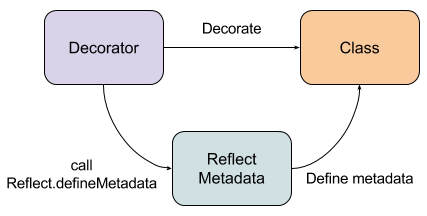 Decorator
Decorate
Class
call
Reflect.defineMetadata
Reflect
Metadata
Define metadata